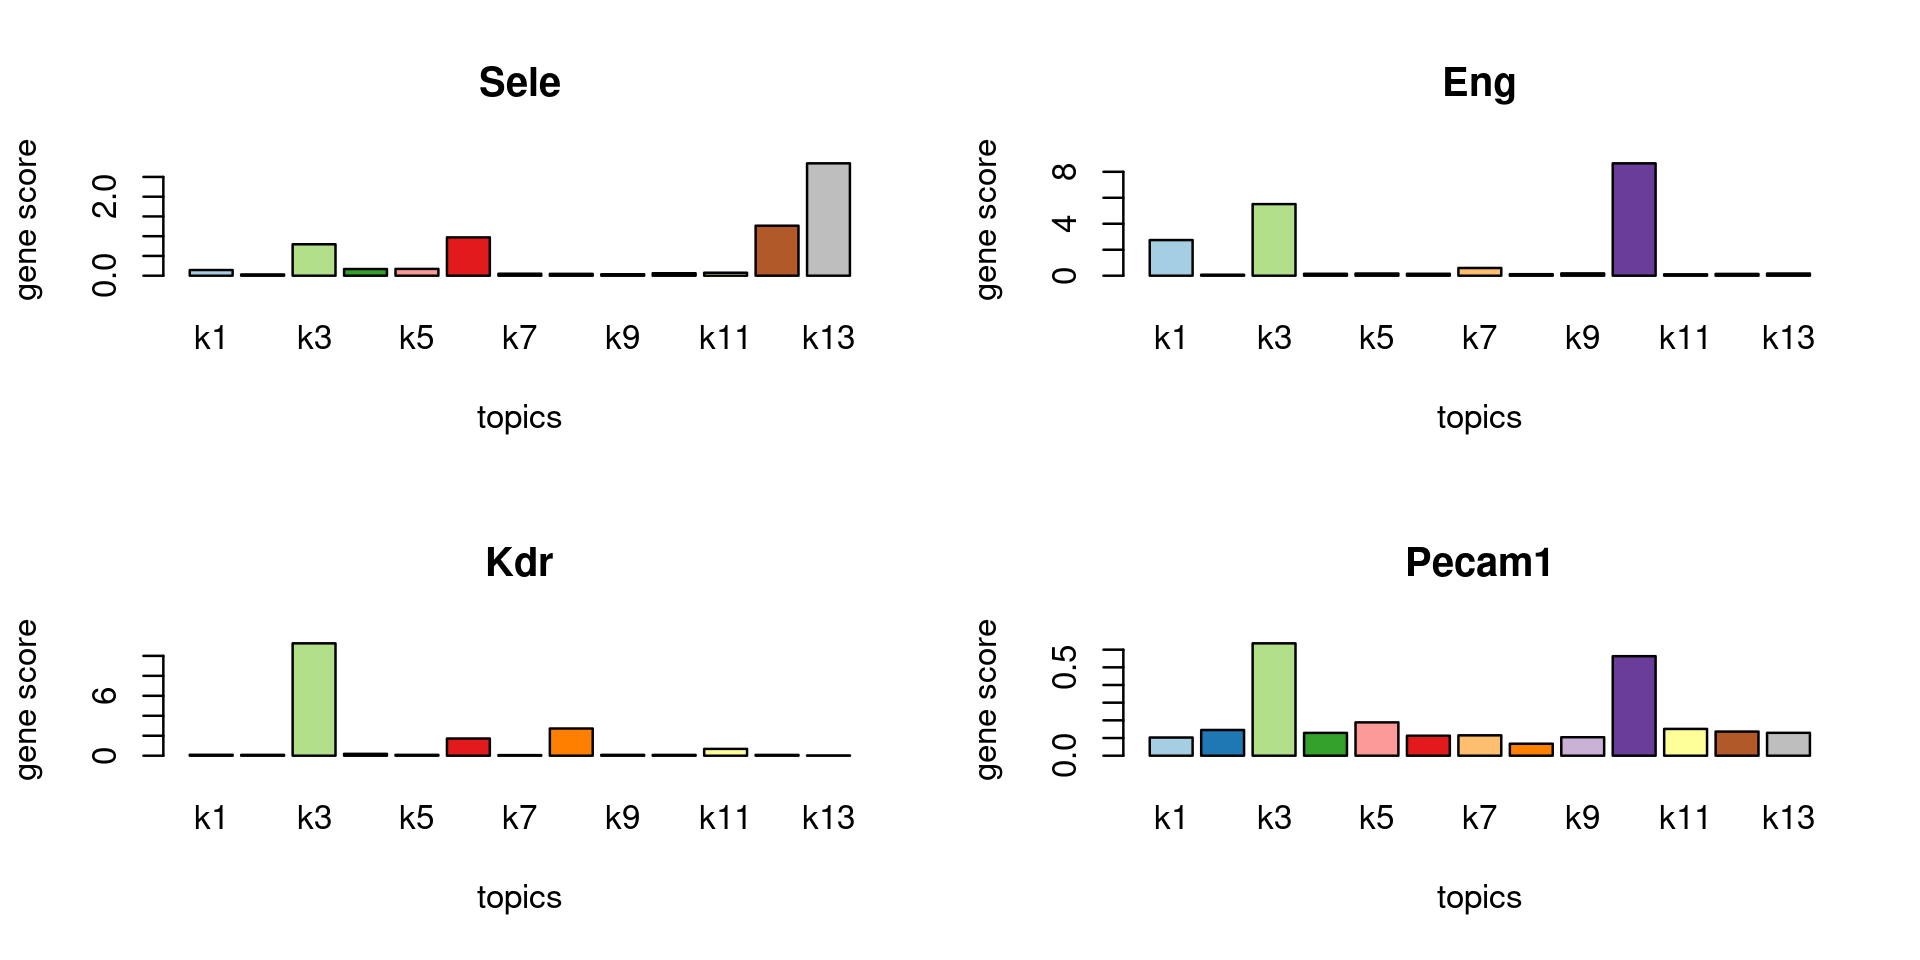 Sele
gene score
0.0 2.0
k1 k3 k5 k7 k9 k11 k13
topics
Eng
gene score
0 4 8
k1 k3 k5 k7 k9 k11 k13
topics
Kdr
gene score
0 6
k1 k3 k5 k7 k9 k11 k13
topics
Pecam1
gene score
0.0 0.5
k1 k3 k5 k7 k9 k11 k13
topics